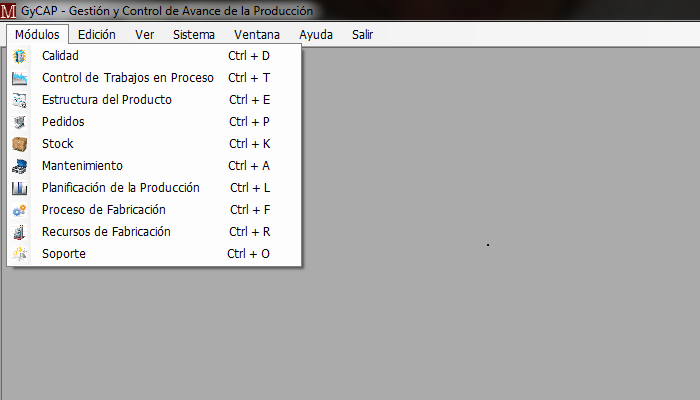 M GyCAP - Gestión y Control de Avance de la Producción
Módulos Edición Ver Sistema Ventana Ayuda Salir
Calidad Ctrl + D
Control de Trabajos en Proceso Ctrl + T
Estructura del Producto Ctrl + E
Pedidos Ctrl + P
Stock Ctrl + K
Mantenimiento Ctrl + A
Planificación de la Producción Ctrl + L
Proceso de Fabricación Ctrl + F
Recursos de Fabricación Ctrl + R
Soporte Ctrl + O